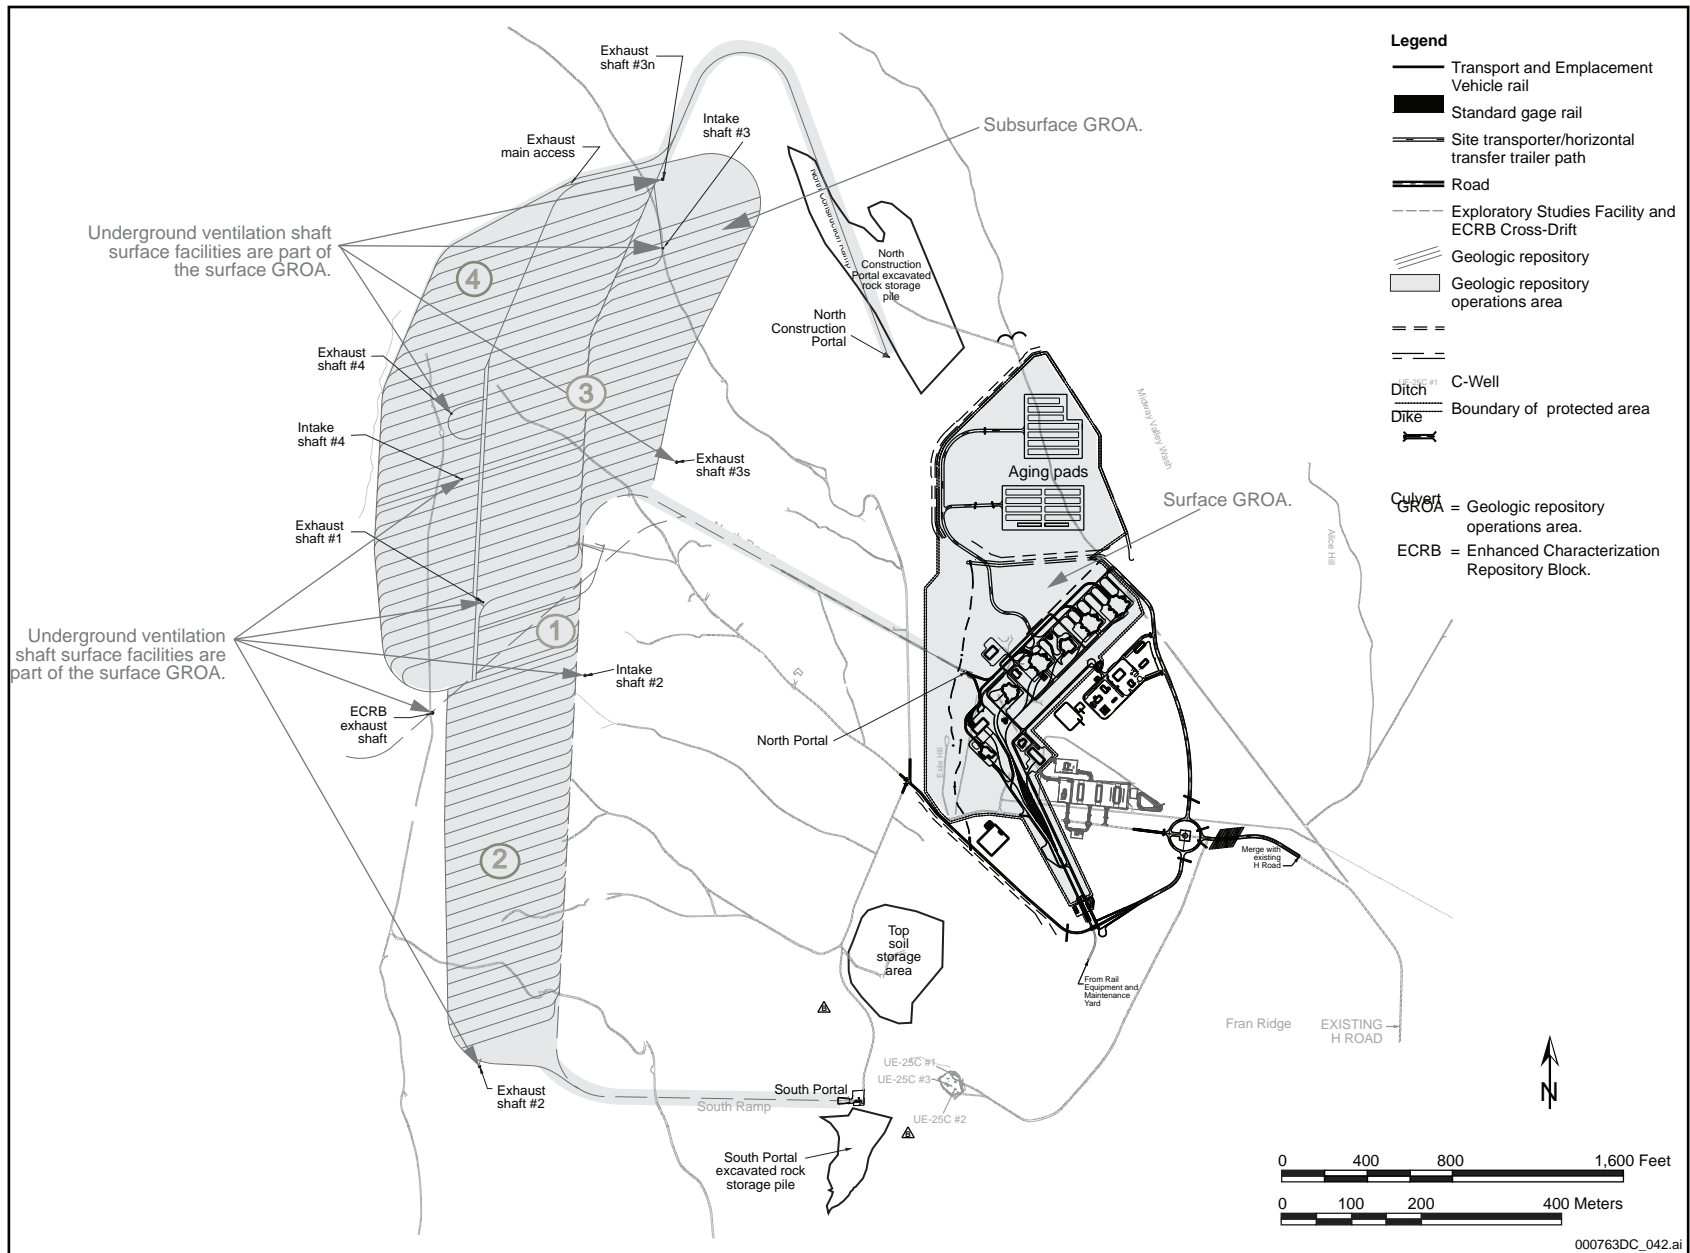 Exhaust
shaft #3n
Intake
shaft #3
Exhaust
main access
Subsurface GROA.
Underground ventilation shaft
surface facilities are part of
the surface GROA.
4
North Construction Ramp
North
Construction
Portal excavated
rock storage
pile
North
Construction
Portal
Exhaust
shaft #4
3
Intake
shaft #4
Exhaust
shaft #3s
Exhaust
shaft #1
Midway Valley Wash
Aging pads
Surface GROA.
Alice Hill
Underground ventilation
shaft surface facilities are
part of the surface GROA.
1
Intake
shaft #2
ECRB
exhaust
shaft
North Portal
Exile Hill
2
Merge with
existing
H Road
Top
soil
storage
area
From Rail
Equipment and
Maintenance
Yard
Fran Ridge
EXISTING
H ROAD
B
UE-25C #1
UE-25C #3
UE-25C #2
Exhaust
shaft #2
South Portal
South Ramp
B
South Portal
excavated rock
storage pile
Legend
Transport and Emplacement
Vehicle rail
Standard gage rail
Site transporter/horizontal
transfer trailer path
Road
Exploratory Studies Facility and
ECRB Cross-Drift
Geologic repository
Geologic repository
operations area
UE-25C #1 C-Well
Ditch
Boundary of protected area
Dike
Culvert
GROA = Geologic repository
operations area.
ECRB = Enhanced Characterization
Repository Block.
N
0 400 800 1,600 Feet
0 100 200 400 Meters
000763DC_042.ai